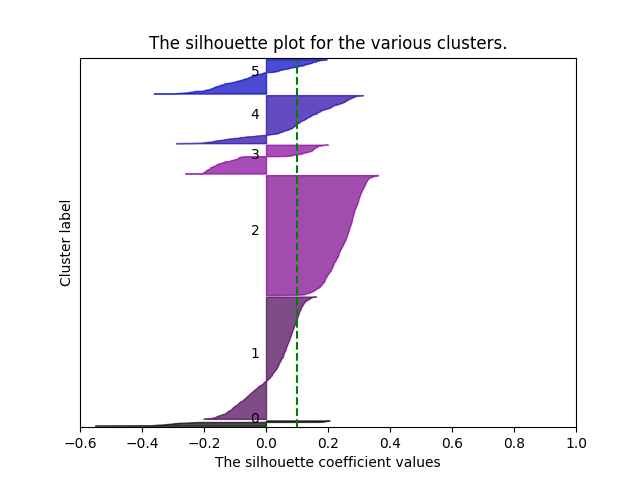 The silhouette plot for the various clusters.
Cluster label
5
4
3
2
1
0
−0.6 −0.4 −0.2 0.0 0.2 0.4 0.6 0.8 1.0
The silhouette coefficient values